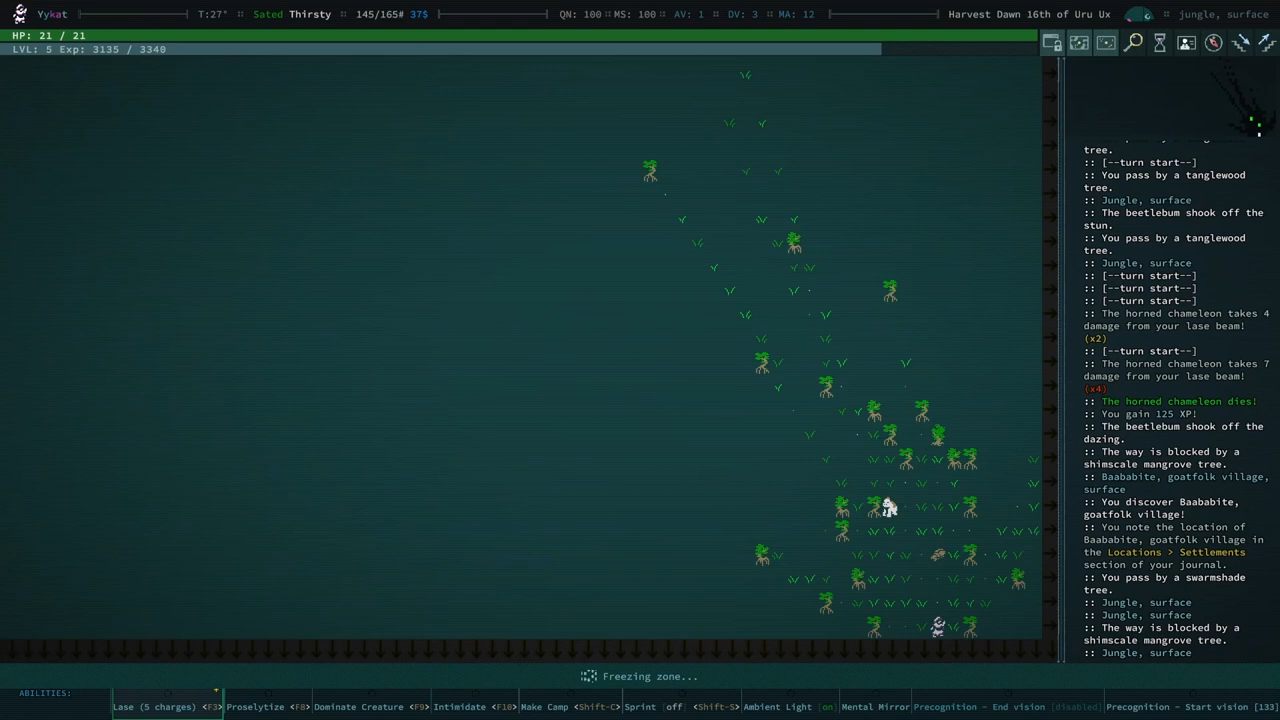 Yykat T:27° Sated Thirsty 145/165# 37$ QN: 100 MS: 100 AV: 1 DV: 3 MA: 12 Harvest Dawn 16th of Uru Ux jungle, surface
HP: 21 / 21
LVL: 5 Exp: 3135 / 3340
tree.
:: [--turn start--]
:: You pass by a tanglewood
tree.
:: Jungle, surface
:: The beetlebum shook off the
stun.
:: You pass by a tanglewood
tree.
:: Jungle, surface
:: [--turn start--]
:: [--turn start--]
:: [--turn start--]
:: The horned chameleon takes 4
damage from your lase beam!
(x2)
:: [--turn start--]
:: The horned chameleon takes 7
damage from your lase beam!
(x4)
:: The horned chameleon dies!
:: You gain 125 XP!
:: The beetlebum shook off the
dazing.
:: The way is blocked by a
shimscale mangrove tree.
:: Baababite, goatfolk village,
surface
:: You discover Baababite,
goatfolk village!
:: You note the location of
Baababite, goatfolk village in
the Locations > Settlements
section of your journal.
:: You pass by a swarmshade
tree.
:: Jungle, surface
:: Jungle, surface
:: The way is blocked by a
shimscale mangrove tree.
:: Jungle, surface
Freezing zone...
ABILITIES: Lase (5 charges) <F3> Proselytize <F8> Dominate Creature <F9> Intimidate <F10> Make Camp <Shift-C> Sprint [off] <Shift-S> Ambient Light [on] Mental Mirror Precognition - End vision [disabled] Precognition - Start vision [133]